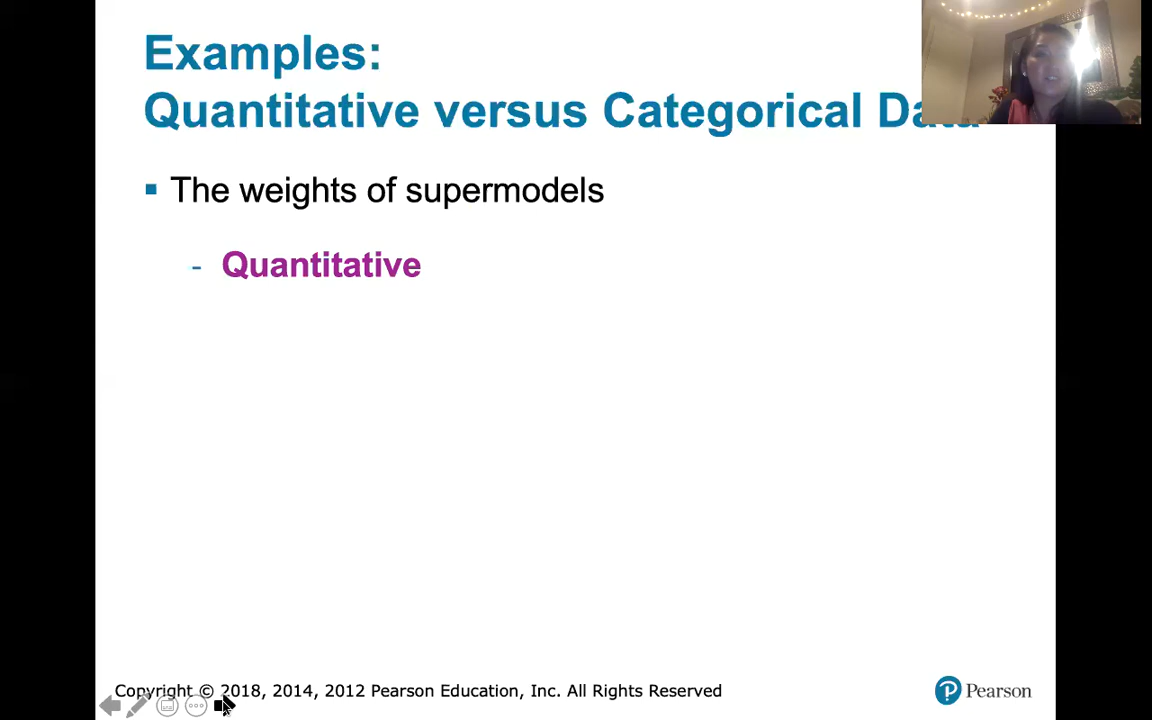 Examples:
Quantitative versus Categorical Data
▪ The weights of supermodels
- Quantitative
Copyright © 2018, 2014, 2012 Pearson Education, Inc. All Rights Reserved
Pearson